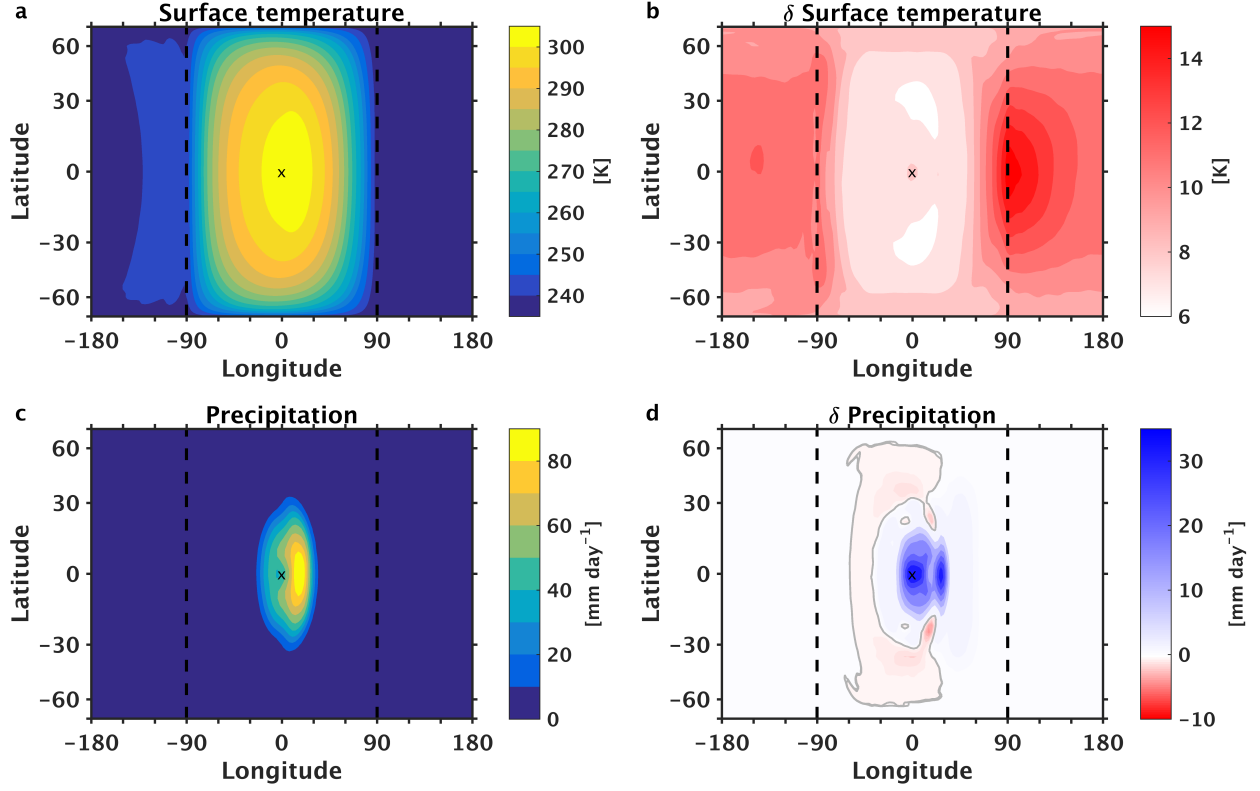 a Surface temperature
60
30
0
−30
−60
Latitude
−180 −90 0 90 180
Longitude
300
290
280
270
260
250
240
[K]
b δ Surface temperature
60
30
0
−30
−60
Latitude
−180 −90 0 90 180
Longitude
14
12
10
8
6
[K]
c Precipitation
60
30
0
−30
−60
Latitude
−180 −90 0 90 180
Longitude
80
60
40
20
0
[mm day⁻¹]
d δ Precipitation
60
30
0
−30
−60
Latitude
−180 −90 0 90 180
Longitude
30
20
10
0
−10
[mm day⁻¹]